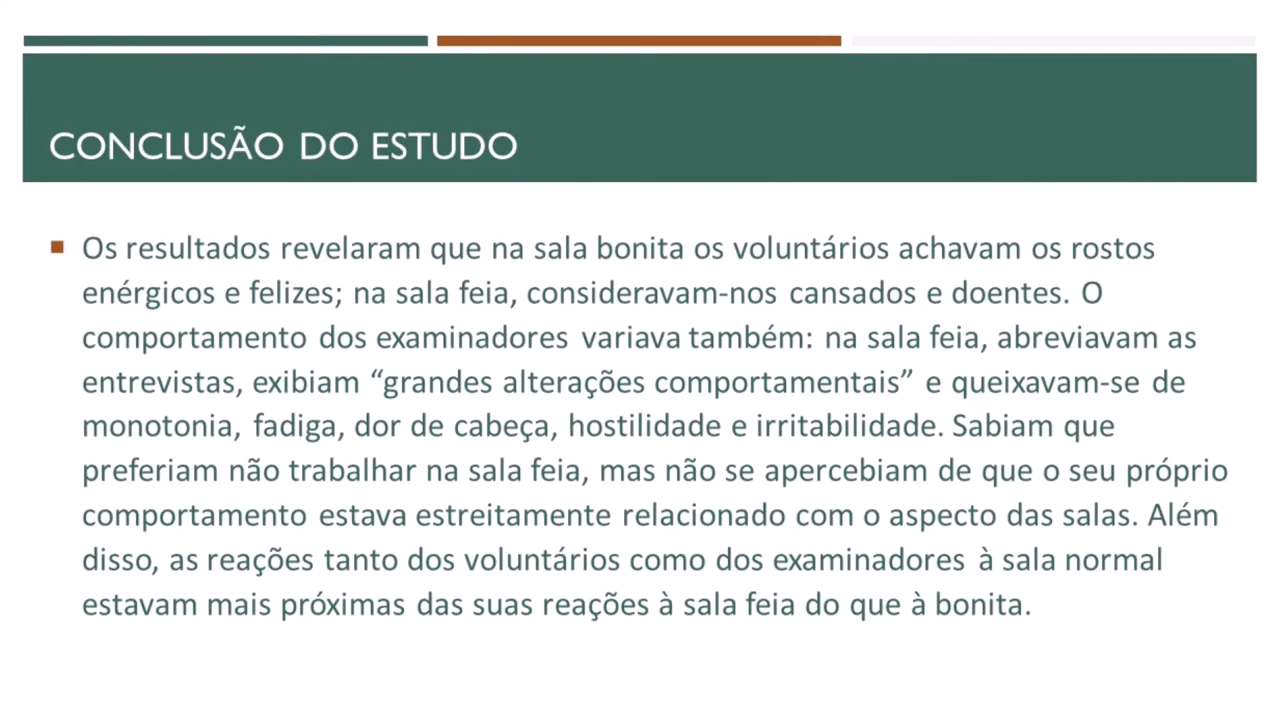 CONCLUSÃO DO ESTUDO
Os resultados revelaram que na sala bonita os voluntários achavam os rostos
enérgicos e felizes; na sala feia, consideravam-nos cansados e doentes. O
comportamento dos examinadores variava também: na sala feia, abreviavam as
entrevistas, exibiam “grandes alterações comportamentais” e queixavam-se de
monotonia, fadiga, dor de cabeça, hostilidade e irritabilidade. Sabiam que
preferiam não trabalhar na sala feia, mas não se apercebiam de que o seu próprio
comportamento estava estreitamente relacionado com o aspecto das salas. Além
disso, as reações tanto dos voluntários como dos examinadores à sala normal
estavam mais próximas das suas reações à sala feia do que à bonita.